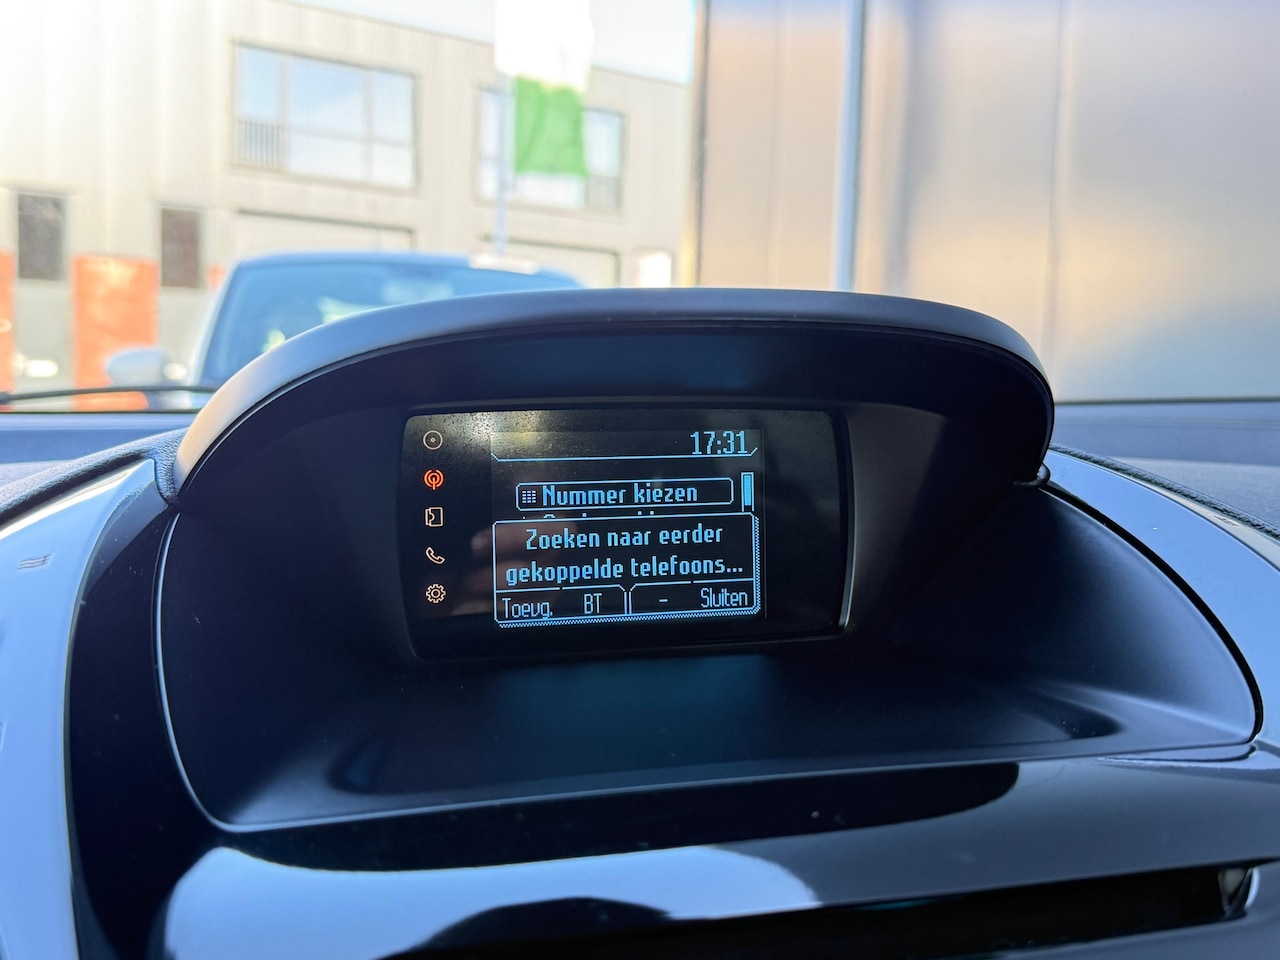 17:31
Nummer kiezen
Zoeken naar eerder
gekoppelde telefoons...
Toevg. BT - Sluiten